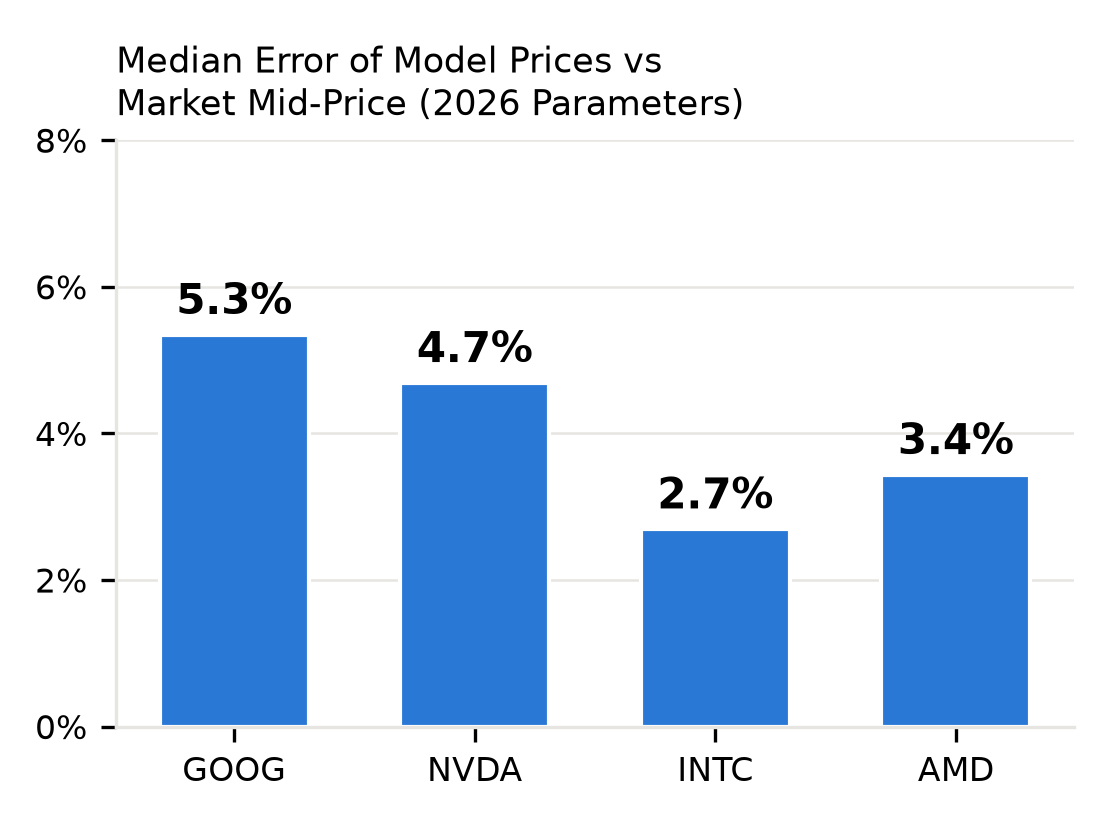 Median Error of Model Prices vs
Market Mid-Price (2026 Parameters)
8%
6%
4%
2%
0%
5.3%
4.7%
2.7%
3.4%
GOOG
NVDA
INTC
AMD